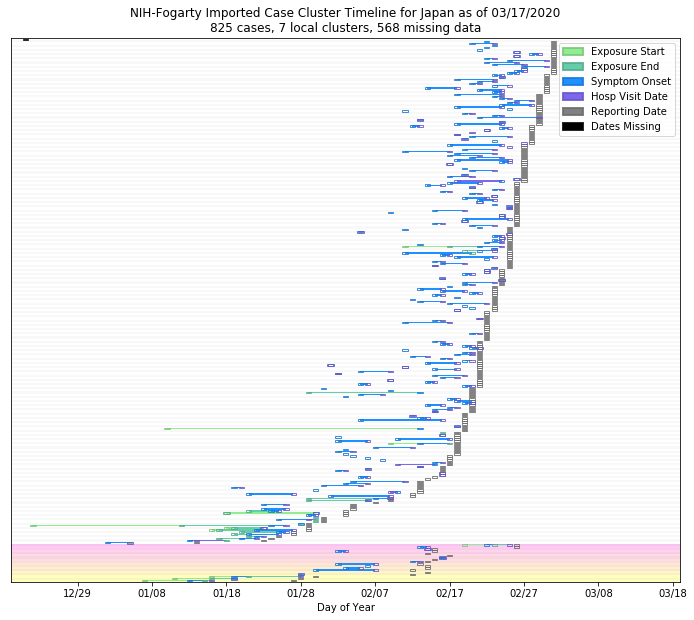 NIH-Fogarty Imported Case Cluster Timeline for Japan as of 03/17/2020
825 cases, 7 local clusters, 568 missing data
Exposure Start
Exposure End
Symptom Onset
Hosp Visit Date
Reporting Date
Dates Missing
12/29 01/08 01/18 01/28 02/07 02/17 02/27 03/08 03/18
Day of Year